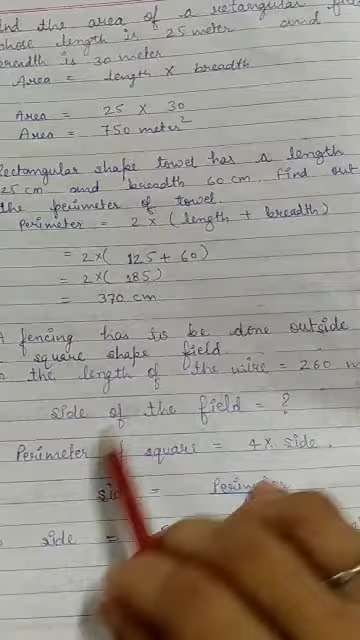 the area of a rectangular
whose length is 25 meter and
breadth is 30 meter
Area = length × breadth
Area = 25 × 30
Area = 750 meter²
Rectangular shape towel has a length
25 cm and breadth 60 cm. Find out
the perimeter of towel.
Perimeter = 2 × (length + breadth)
= 2×( 125 + 60)
= 2×( 185)
= 370 cm
A fencing has to be done outside
square shape field.
the length of the wire = 260
side of the field = ?
Perimeter of square = 4 × side.
=
side =